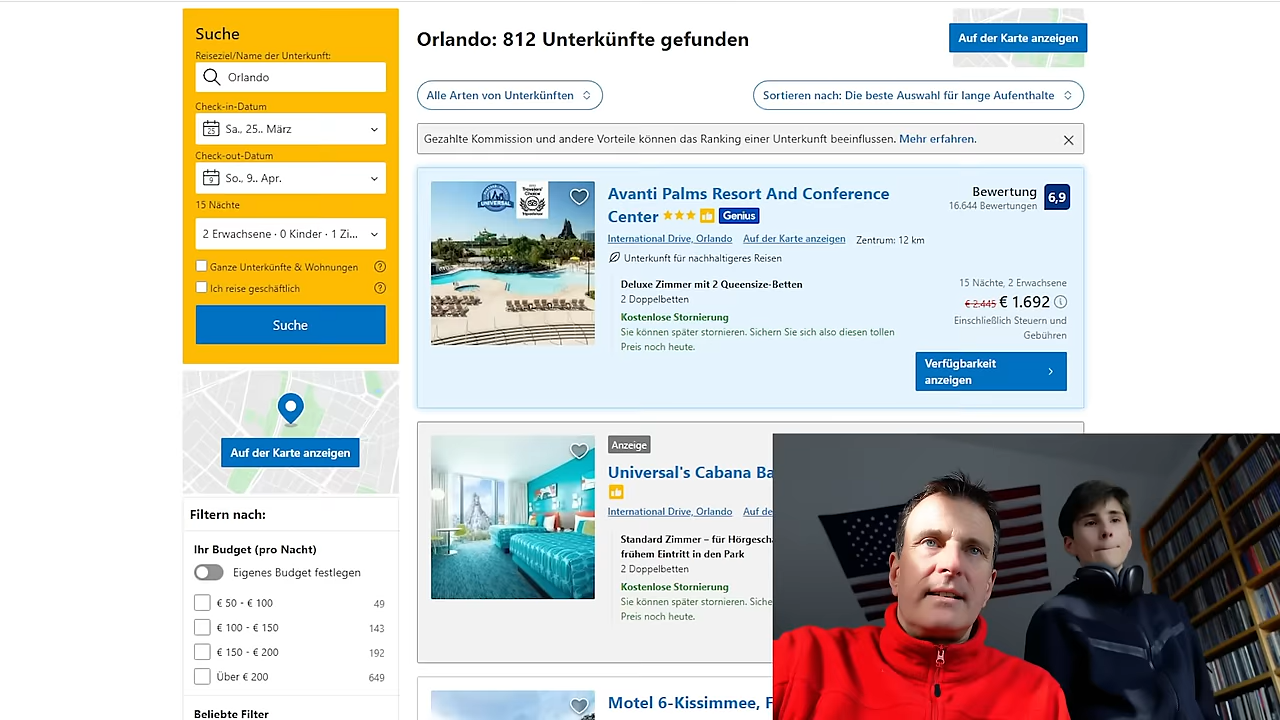 Suche
Reiseziel/Name der Unterkunft:
Orlando
Check-in-Datum
25
Sa., 25.. März
Check-out-Datum
9
So., 9.. Apr.
15 Nächte
2 Erwachsene · 0 Kinder · 1 Zi...
Ganze Unterkünfte & Wohnungen
Ich reise geschäftlich
Suche
Auf der Karte anzeigen
Filtern nach:
Ihr Budget (pro Nacht)
Eigenes Budget festlegen
€ 50 - € 100 49
€ 100 - € 150 143
€ 150 - € 200 192
Über € 200 649
Beliebte Filter
Orlando: 812 Unterkünfte gefunden
Auf der Karte anzeigen
Alle Arten von Unterkünften
Sortieren nach: Die beste Auswahl für lange Aufenthalte
Gezahlte Kommission und andere Vorteile können das Ranking einer Unterkunft beeinflussen. Mehr erfahren.
UNIVERSAL
Avanti Palms Resort And Conference
Center Genius
Bewertung
16.644 Bewertungen
6,9
International Drive, Orlando Auf der Karte anzeigen Zentrum: 12 km
Unterkunft für nachhaltigeres Reisen
Deluxe Zimmer mit 2 Queensize-Betten
2 Doppelbetten
Kostenlose Stornierung
Sie können später stornieren. Sichern Sie sich also diesen tollen
Preis noch heute.
15 Nächte, 2 Erwachsene
€ 2.445 € 1.692
Einschließlich Steuern und
Gebühren
Verfügbarkeit
anzeigen
Anzeige
Universal's Cabana Ba
International Drive, Orlando Auf de
Standard Zimmer – für Hörgescha
frühem Eintritt in den Park
2 Doppelbetten
Kostenlose Stornierung
Sie können später stornieren. Siche
Preis noch heute.
Motel 6-Kissimmee, F